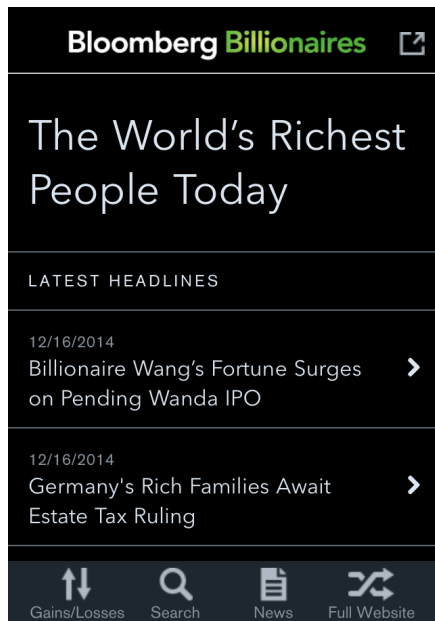 Bloomberg Billionaires
The World’s Richest
People Today
LATEST HEADLINES
12/16/2014
Billionaire Wang’s Fortune Surges
on Pending Wanda IPO
12/16/2014
Germany's Rich Families Await
Estate Tax Ruling
Gains/Losses Search News Full Website